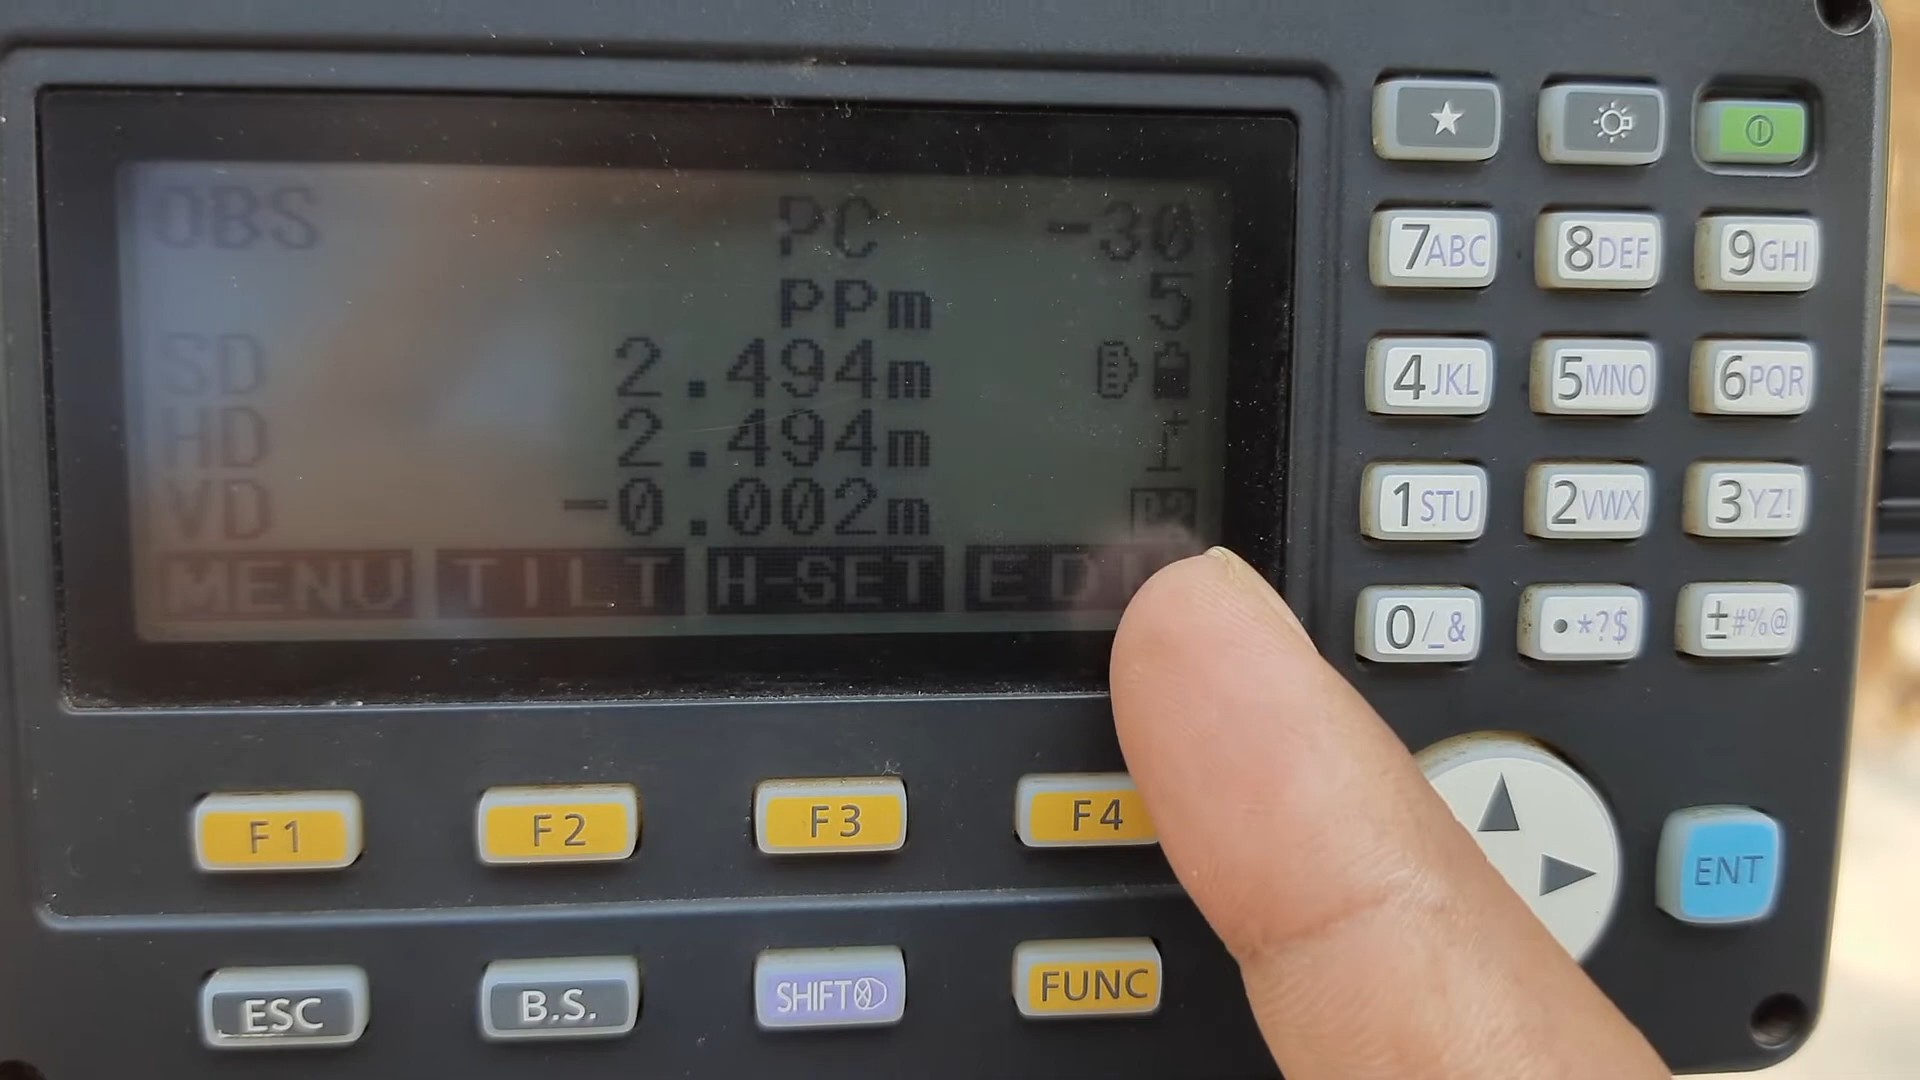 OBS PC -30
PPm 5
SD 2.494m
HD 2.494m
VD -0.002m
MENU TILT H-SET
7ABC 8DEF 9GHI
4JKL 5MNO 6PQR
1STU 2VWX 3YZ!
0/_& •*?$ ±#%@
F1 F2 F3 F4
ENT
ESC B.S. SHIFT FUNC